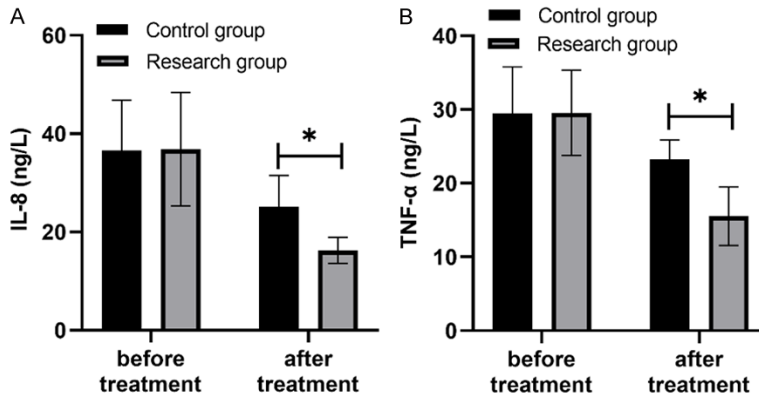 A
Control group
Research group
IL-8 (ng/L)
60
40
20
0
*
before
treatment
after
treatment
B
Control group
Research group
TNF-α (ng/L)
40
30
20
10
0
*
before
treatment
after
treatment